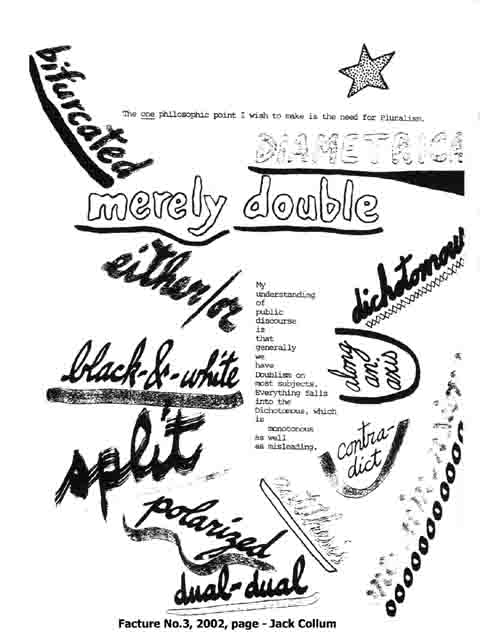 bifurcated
The one philosophic point I wish to make is the need for Pluralism.
DIAMETRICA
merely double
either/or
dichotomous
My
understanding
of
public
discourse
is
that
generally
we
have
Doublism on
most subjects.
Everything falls
into the
Dichotomous, which
is
monotonous
as well
as misleading.
along
an
axis
black-&-white
contra-
dict
split
polarized
dual-dual
Facture No.3, 2002, page - Jack Collum